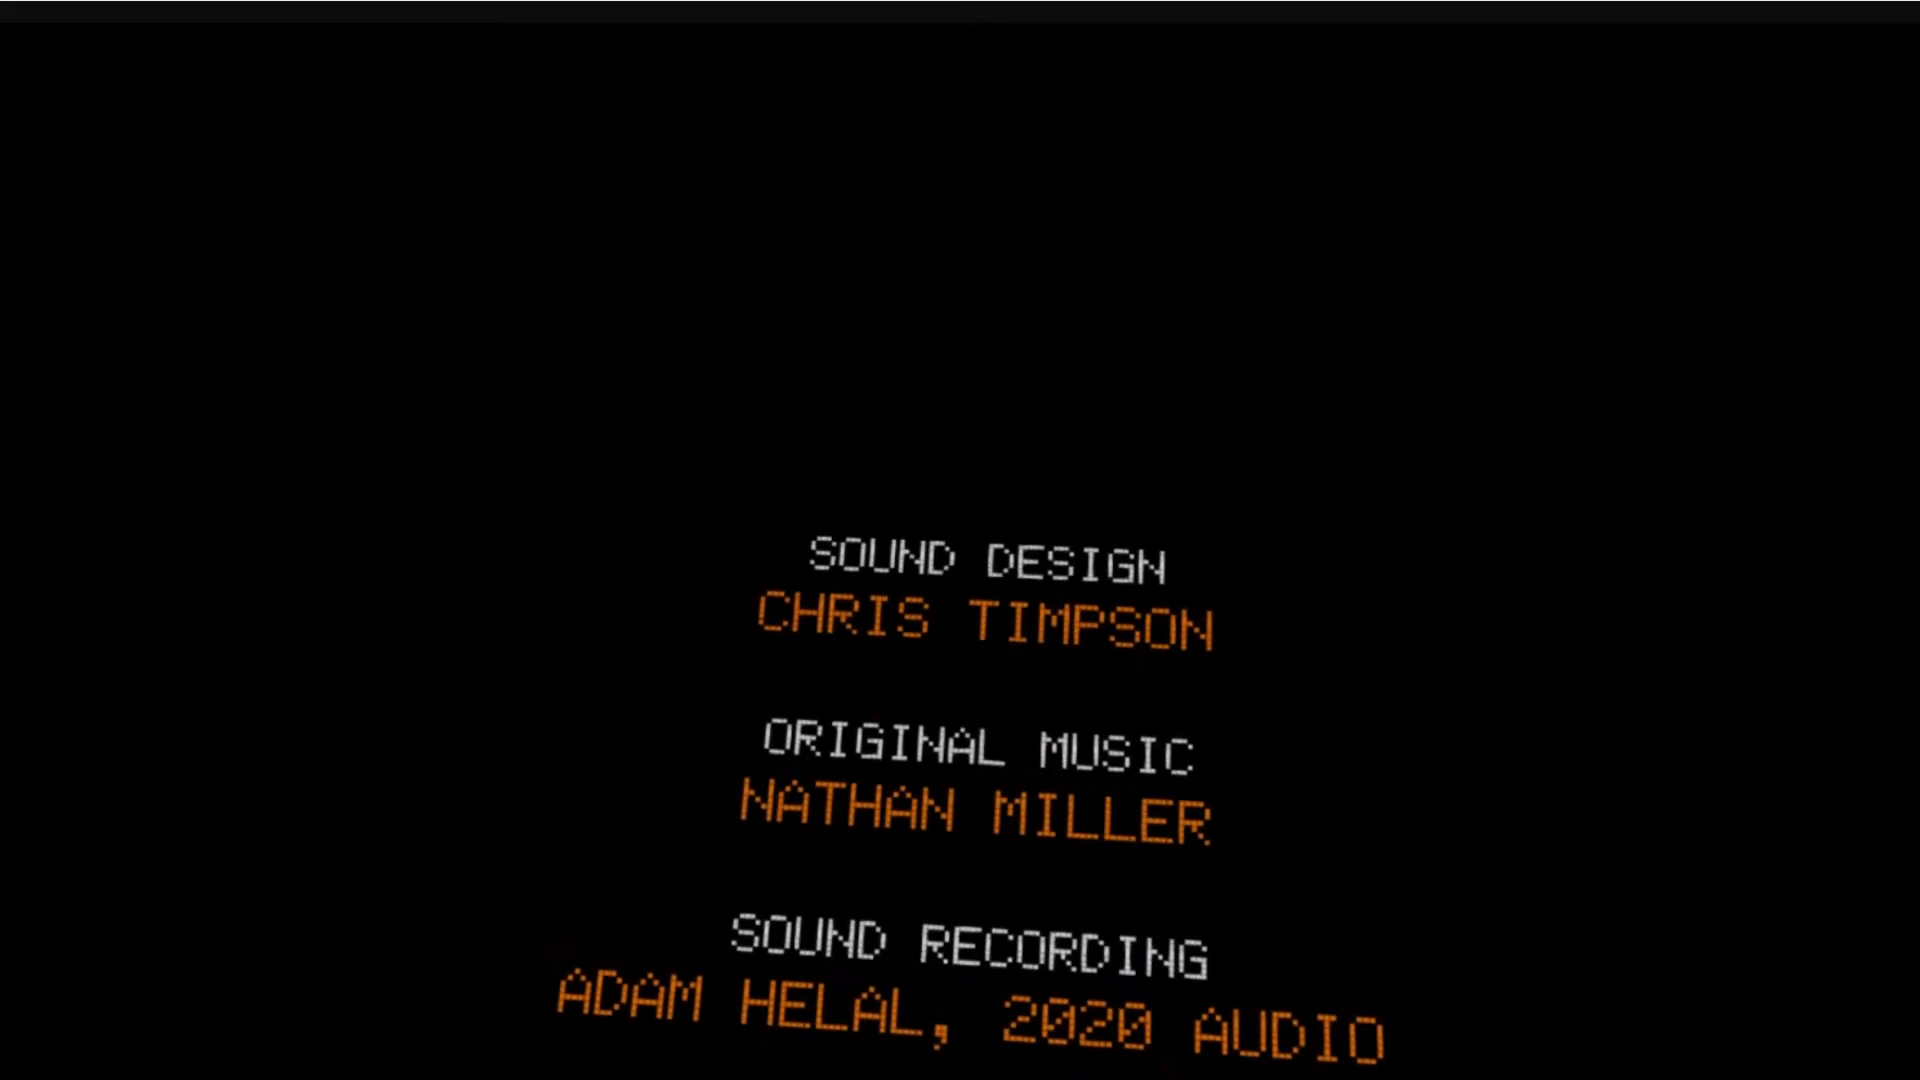 SOUND DESIGN
CHRIS TIMPSON
ORIGINAL MUSIC
NATHAN MILLER
SOUND RECORDING
ADAM HELAL, 2020 AUDIO